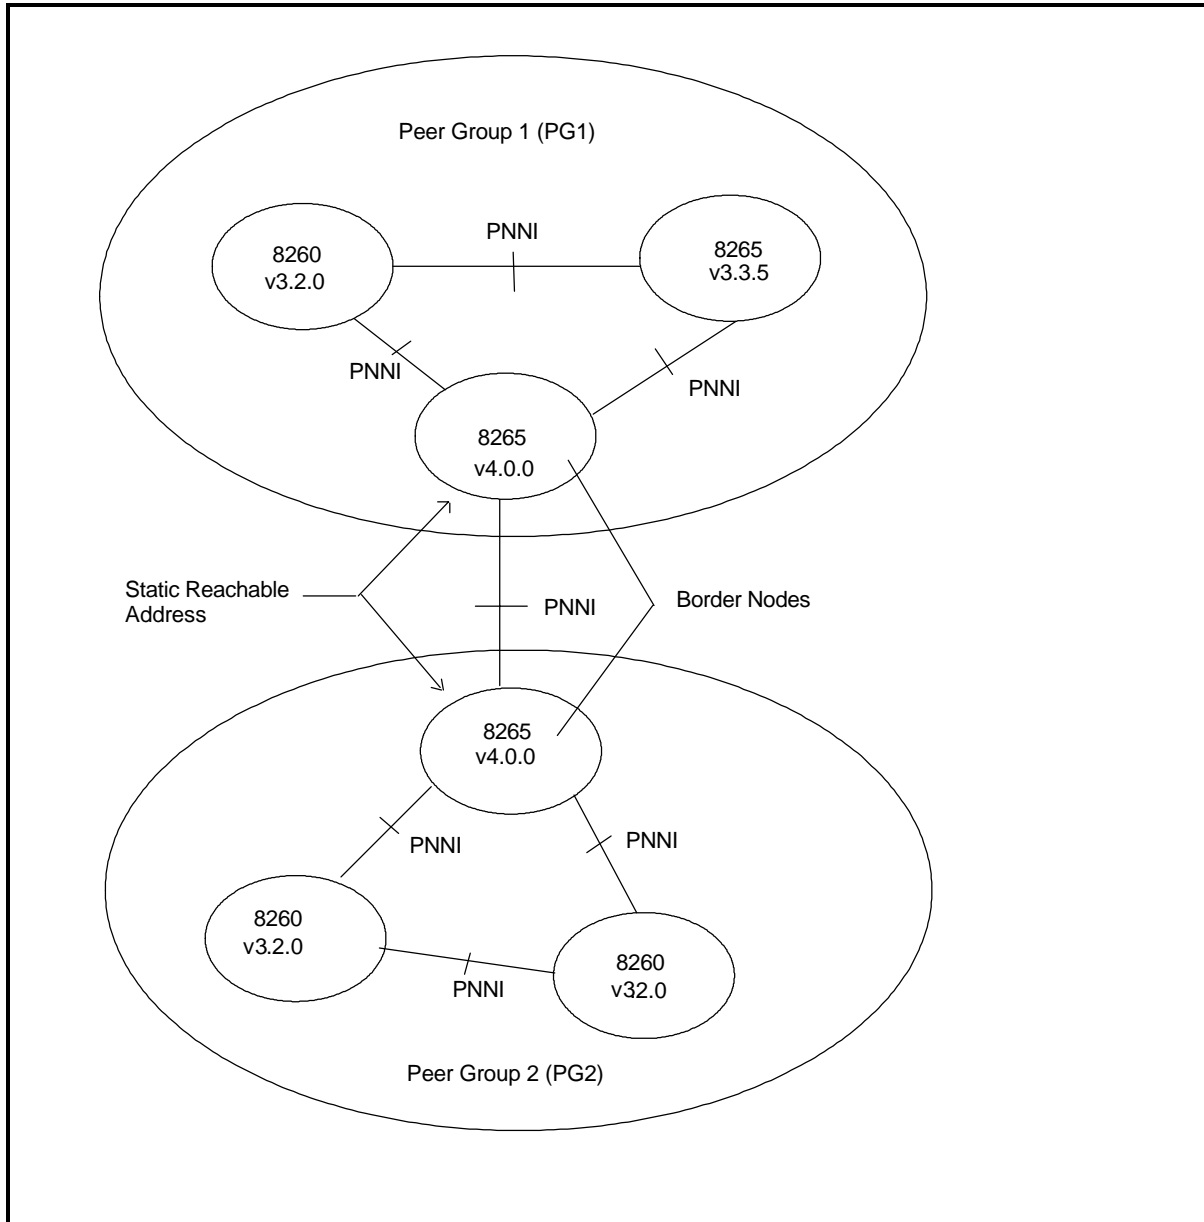 Peer Group 1 (PG1)
PNNI
8260
v3.2.0
8265
v3.3.5
PNNI
PNNI
8265
v4.0.0
Static Reachable
Address
PNNI
Border Nodes
8265
v4.0.0
PNNI
PNNI
8260
v3.2.0
8260
v32.0
PNNI
Peer Group 2 (PG2)